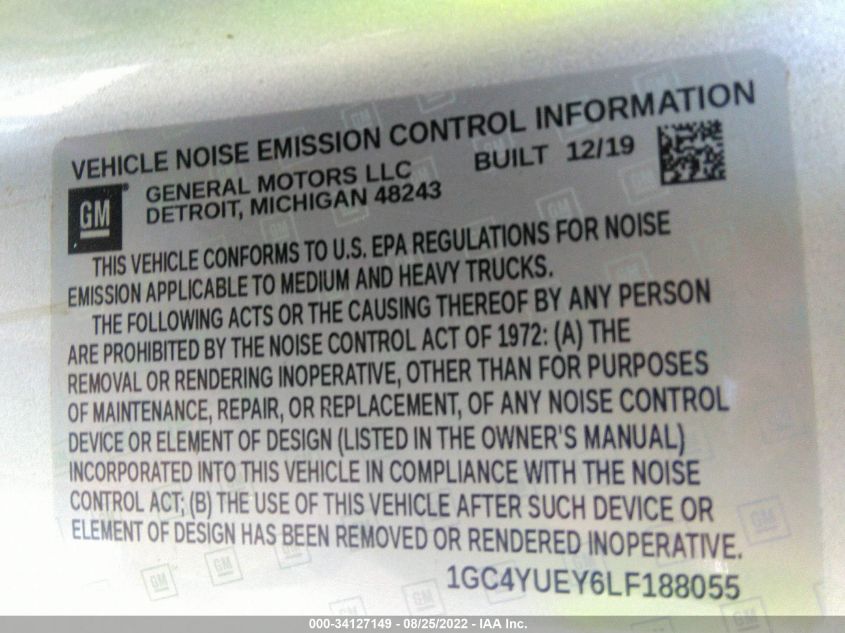 VEHICLE NOISE EMISSION CONTROL INFORMATION
GM®
GENERAL MOTORS LLC
DETROIT, MICHIGAN 48243
BUILT 12/19
THIS VEHICLE CONFORMS TO U.S. EPA REGULATIONS FOR NOISE
EMISSION APPLICABLE TO MEDIUM AND HEAVY TRUCKS.
THE FOLLOWING ACTS OR THE CAUSING THEREOF BY ANY PERSON
ARE PROHIBITED BY THE NOISE CONTROL ACT OF 1972: (A) THE
REMOVAL OR RENDERING INOPERATIVE, OTHER THAN FOR PURPOSES
OF MAINTENANCE, REPAIR, OR REPLACEMENT, OF ANY NOISE CONTROL
DEVICE OR ELEMENT OF DESIGN (LISTED IN THE OWNER'S MANUAL)
INCORPORATED INTO THIS VEHICLE IN COMPLIANCE WITH THE NOISE
CONTROL ACT; (B) THE USE OF THIS VEHICLE AFTER SUCH DEVICE OR
ELEMENT OF DESIGN HAS BEEN REMOVED OR RENDERED INOPERATIVE.
1GC4YUEY6LF188055
000-34127149 - 08/25/2022 - IAA Inc.